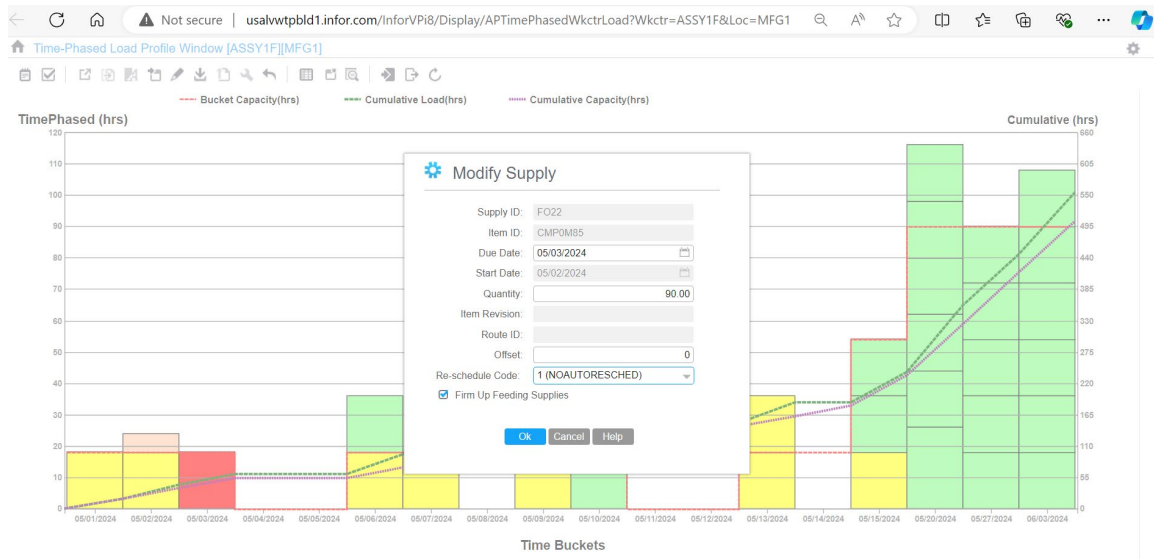 Not secure | usalvwtpbld1.infor.com/InforVPi8/Display/APTimePhasedWkctrLoad?Wkctr=ASSY1F&Loc=MFG1
Time-Phased Load Profile Window [ASSY1F][MFG1]
Bucket Capacity(hrs) Cumulative Load(hrs) Cumulative Capacity(hrs)
TimePhased (hrs) Cumulative (hrs)
120 660
110 605
100 550
90 495
80 440
70 385
60 330
50 275
40 220
30 165
20 110
10 55
0 0
Modify Supply
Supply ID: FO22
Item ID: CMP0M85
Due Date: 05/03/2024
Start Date: 05/02/2024
Quantity: 90.00
Item Revision:
Route ID:
Offset: 0
Re-schedule Code: 1 (NOAUTORESCHED)
Firm Up Feeding Supplies
Ok Cancel Help
05/01/2024 05/02/2024 05/03/2024 05/04/2024 05/05/2024 05/06/2024 05/07/2024 05/08/2024 05/09/2024 05/10/2024 05/11/2024 05/12/2024 05/13/2024 05/14/2024 05/15/2024 05/20/2024 05/27/2024 06/03/2024
Time Buckets